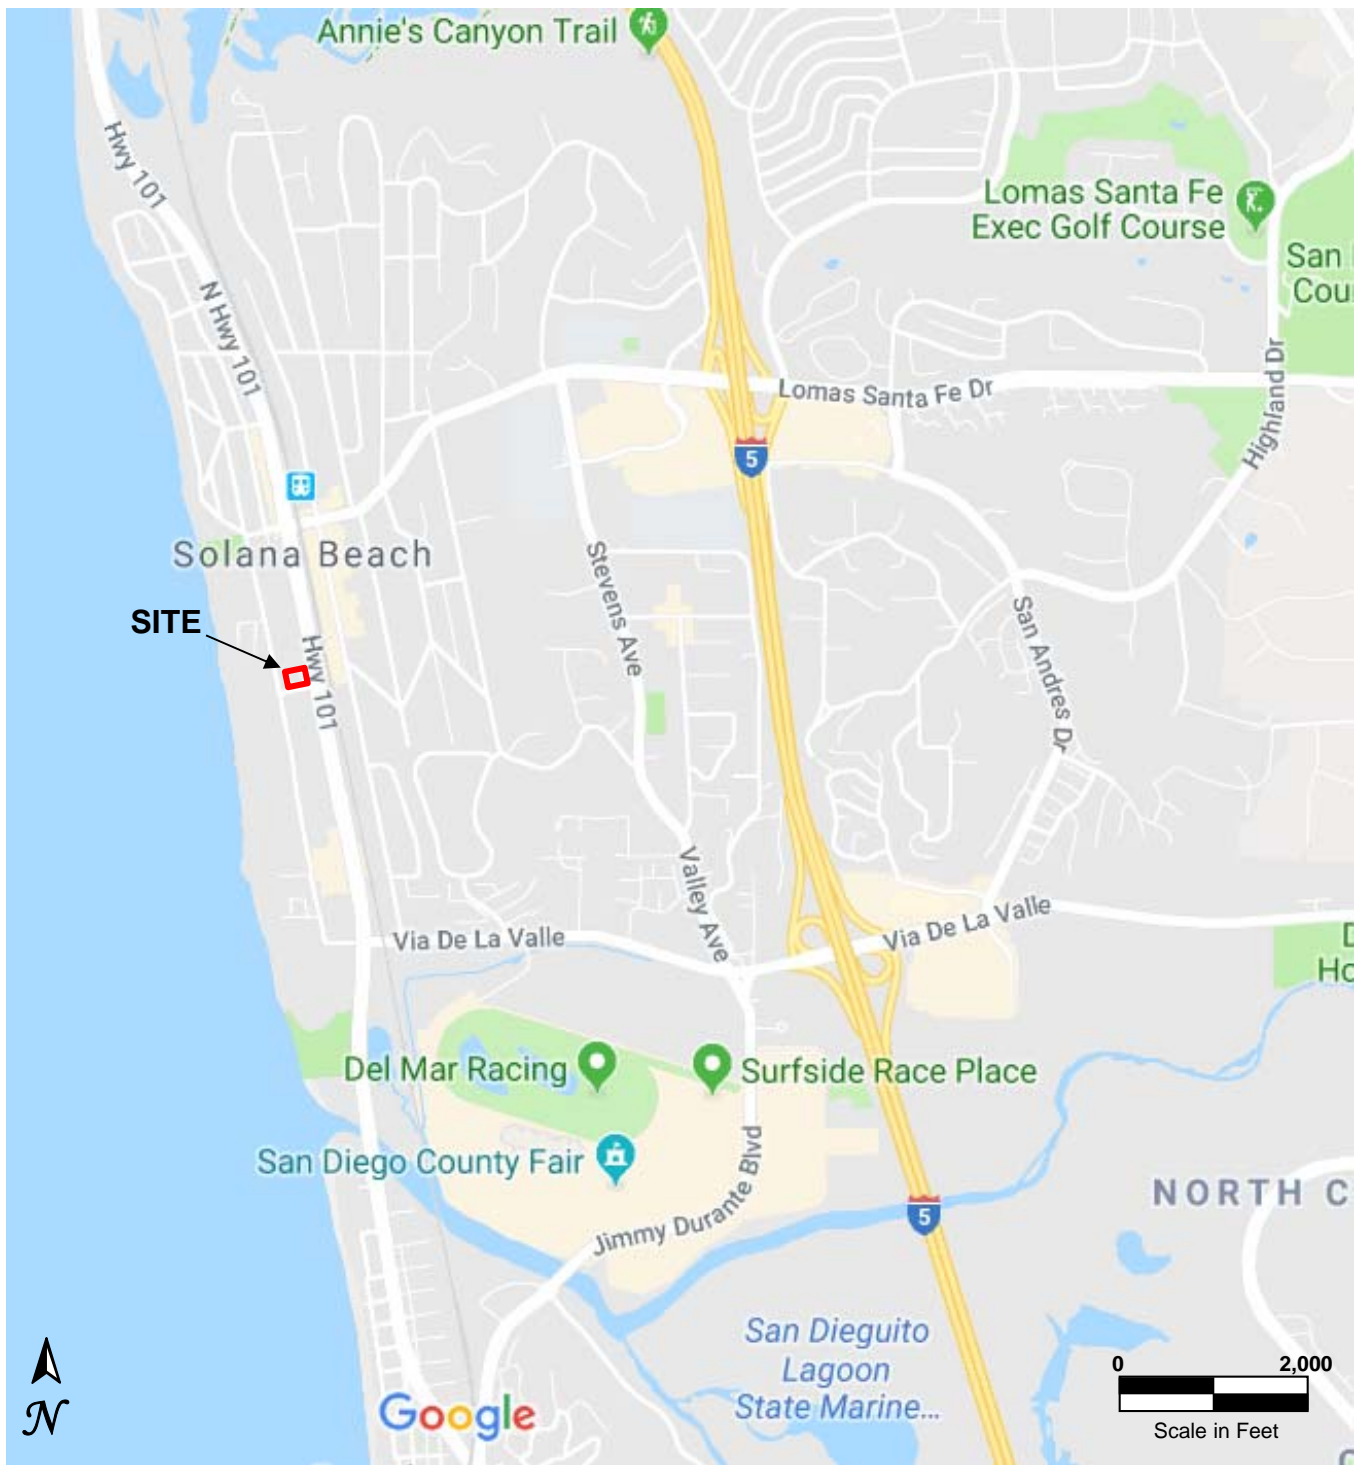 Annie's Canyon Trail
Hwy 101
Lomas Santa Fe
Exec Golf Course
San
Cou
N Hwy 101
Highland Dr
Lomas Santa Fe Dr
5
Solana Beach
Stevens Ave
SITE
Hwy 101
San Andres Dr
Valley Ave
Via De La Valle
Via De La Valle
D
Ho
Del Mar Racing
Surfside Race Place
San Diego County Fair
Jimmy Durante Blvd
NORTH C
5
San Dieguito
Lagoon
State Marine...
0 2,000
Scale in Feet
N
Google